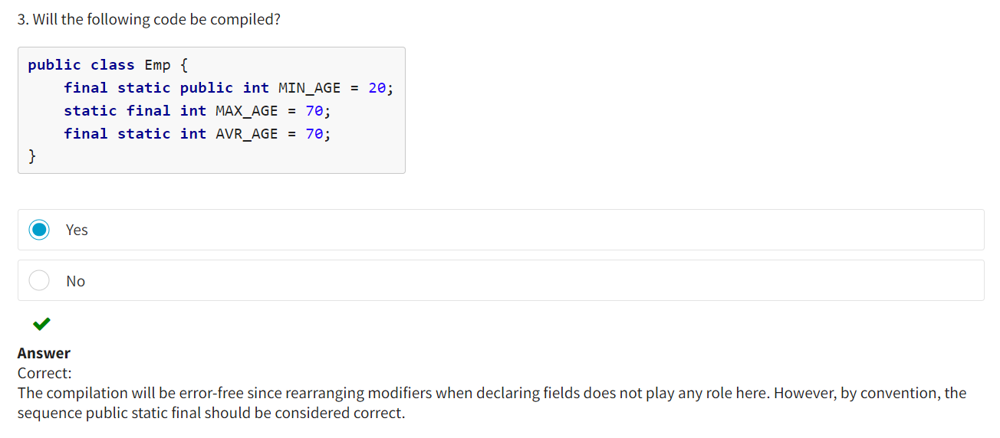 3. Will the following code be compiled?
public class Emp {
    final static public int MIN_AGE = 20;
    static final int MAX_AGE = 70;
    final static int AVR_AGE = 70;
}
Yes
No
Answer
Correct:
The compilation will be error-free since rearranging modifiers when declaring fields does not play any role here. However, by convention, the
sequence public static final should be considered correct.